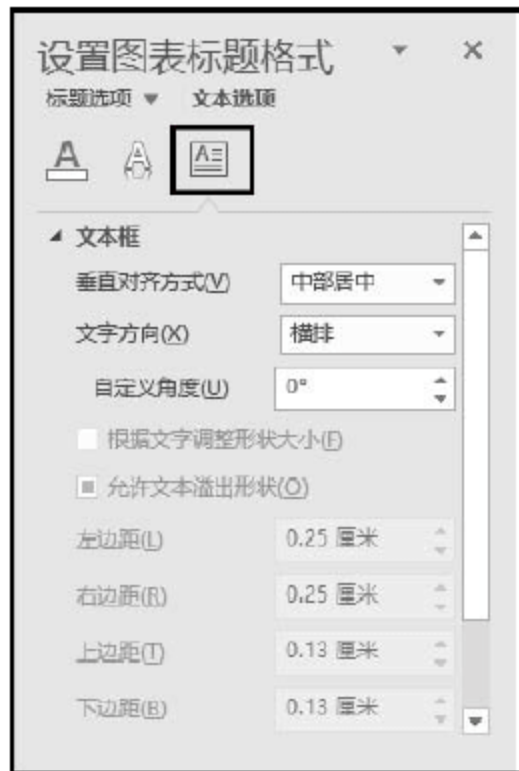 设置图表标题格式
标题选项 文本选项
A A A
文本框
垂直对齐方式(V) 中部居中
文字方向(X) 横排
自定义角度(U) 0°
根据文字调整形状大小(F)
允许文本溢出形状(O)
左边距(L) 0.25 厘米
右边距(R) 0.25 厘米
上边距(T) 0.13 厘米
下边距(B) 0.13 厘米